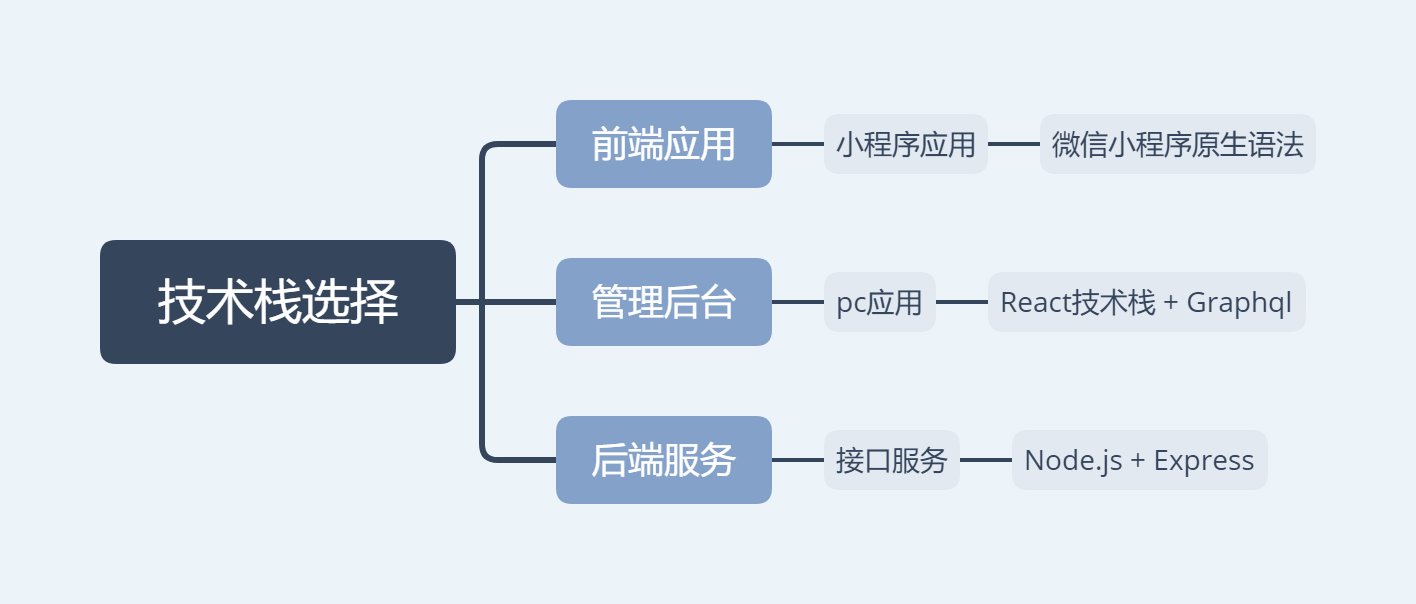 技术栈选择
前端应用
小程序应用
微信小程序原生语法
管理后台
pc应用
React技术栈 + Graphql
后端服务
接口服务
Node.js + Express